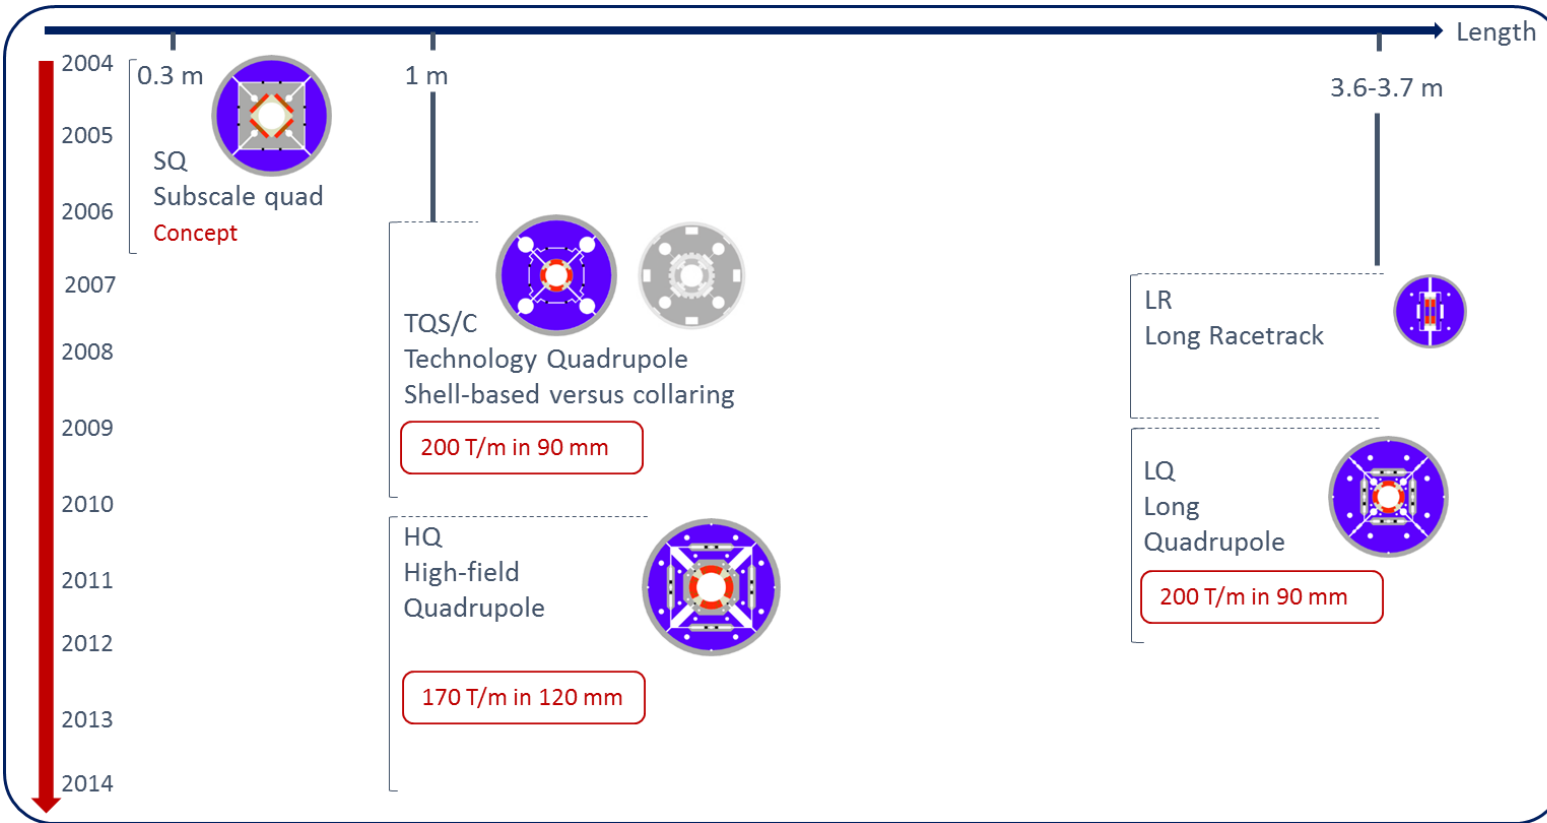 Length
0.3 m
1 m
3.6-3.7 m
2004
2005
2006
2007
2008
2009
2010
2011
2012
2013
2014
SQ
Subscale quad
Concept
TQS/C
Technology Quadrupole
Shell-based versus collaring
200 T/m in 90 mm
HQ
High-field
Quadrupole
170 T/m in 120 mm
LR
Long Racetrack
LQ
Long
Quadrupole
200 T/m in 90 mm